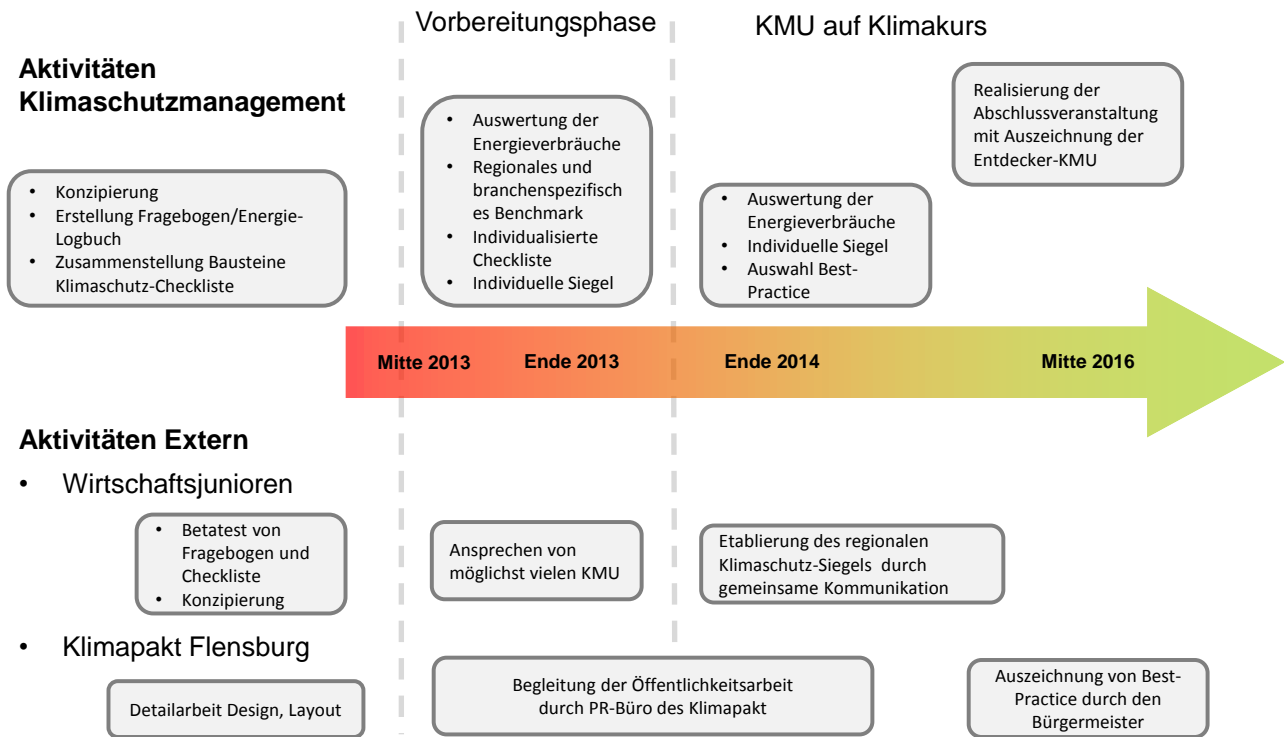 Vorbereitungsphase
KMU auf Klimakurs
Aktivitäten
Klimaschutzmanagement
• Konzipierung
• Erstellung Fragebogen/Energie-
Logbuch
• Zusammenstellung Bausteine
Klimaschutz-Checkliste
• Auswertung der
Energieverbräuche
• Regionales und
branchenspezifisch
es Benchmark
• Individualisierte
Checkliste
• Individuelle Siegel
• Auswertung der
Energieverbräuche
• Individuelle Siegel
• Auswahl Best-
Practice
Realisierung der
Abschlussveranstaltung
mit Auszeichnung der
Entdecker-KMU
Mitte 2013
Ende 2013
Ende 2014
Mitte 2016
Aktivitäten Extern
• Wirtschaftsjunioren
• Betatest von
Fragebogen und
Checkliste
• Konzipierung
Ansprechen von
möglichst vielen KMU
Etablierung des regionalen
Klimaschutz-Siegels durch
gemeinsame Kommunikation
• Klimapakt Flensburg
Detailarbeit Design, Layout
Begleitung der Öffentlichkeitsarbeit
durch PR-Büro des Klimapakt
Auszeichnung von Best-
Practice durch den
Bürgermeister